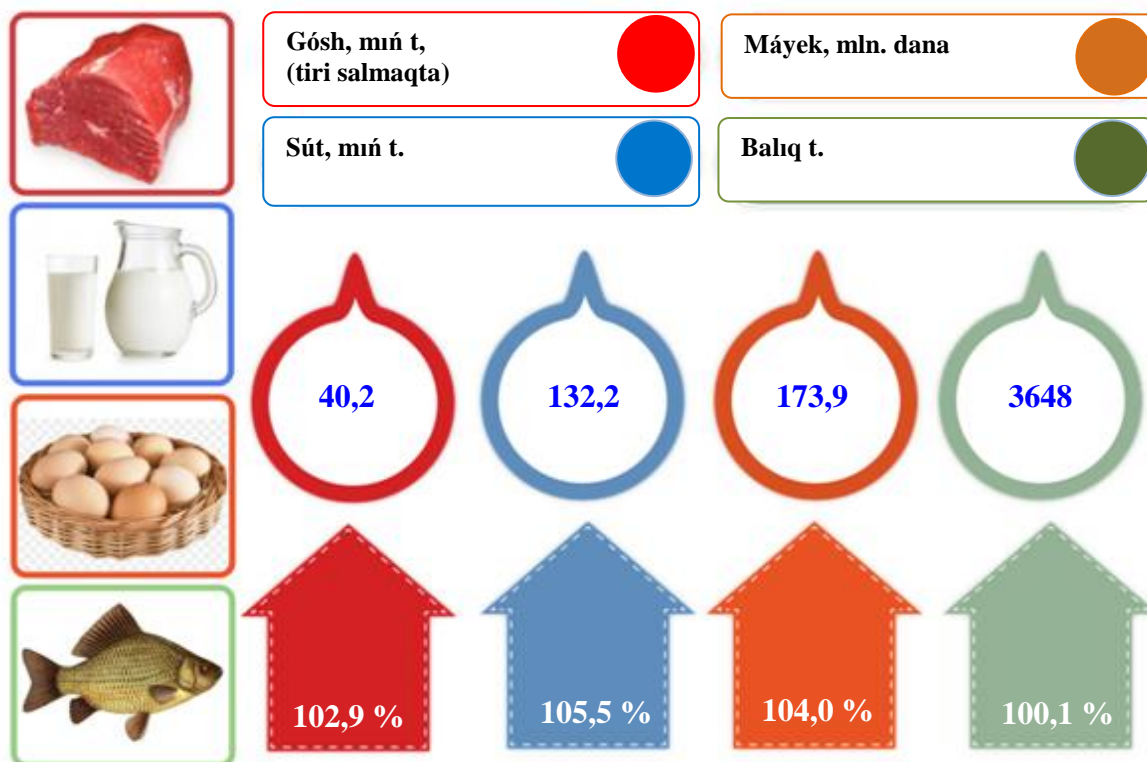 Gósh, mıń t,
(tiri salmaqta)
Máyek, mln. dana
Sút, mıń t.
Balıq t.
40,2
132,2
173,9
3648
102,9 %
105,5 %
104,0 %
100,1 %